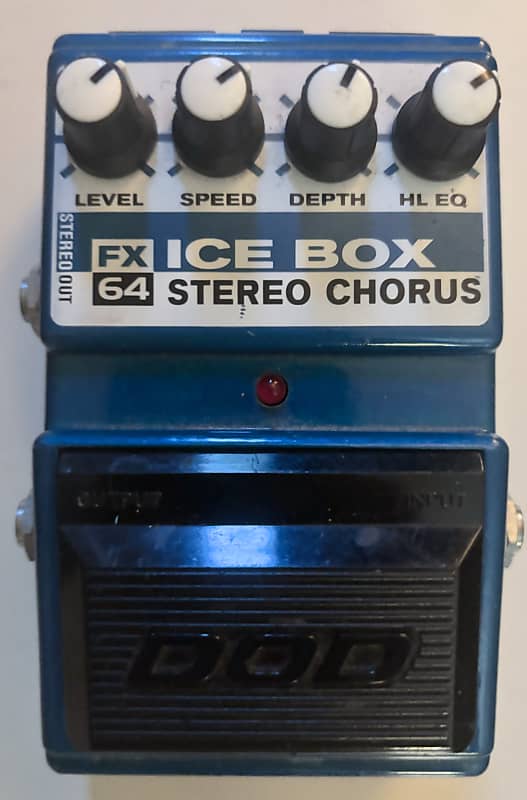 LEVEL SPEED DEPTH HL EQ
STEREO OUT
FX ICE BOX
64 STEREO CHORUS
OUTPUT INPUT
DOD